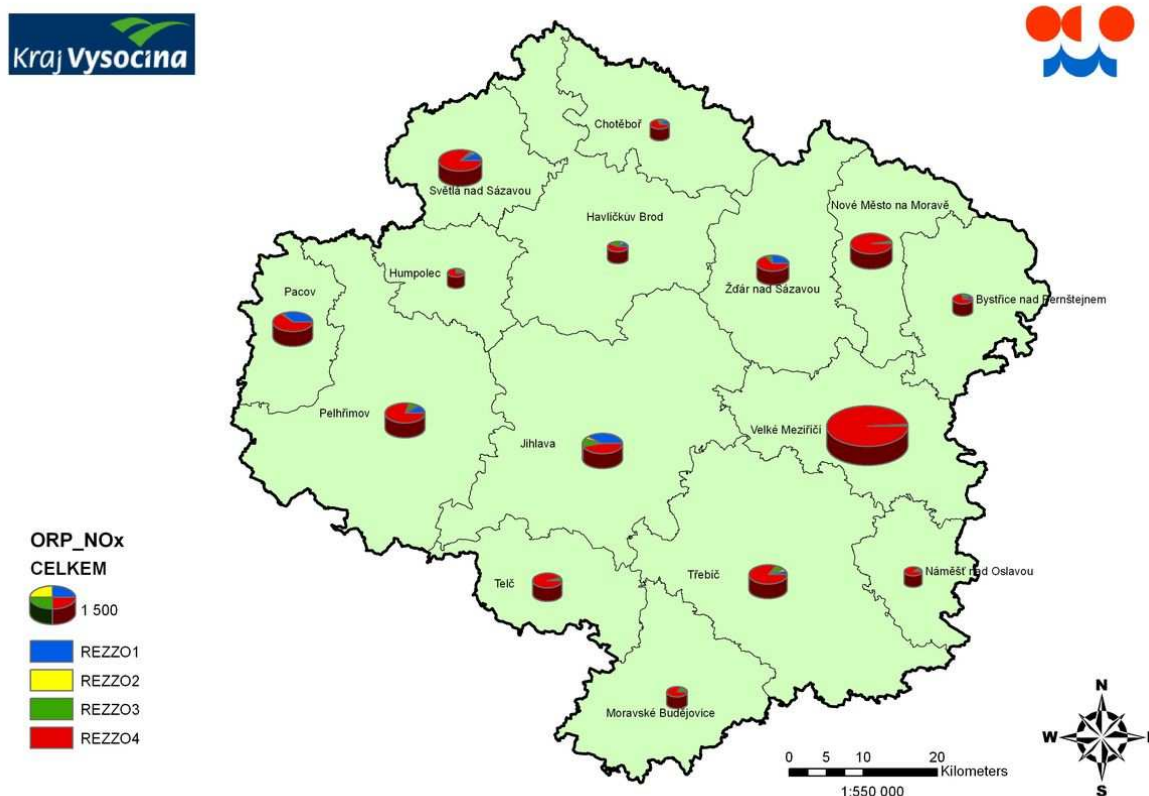 Kraj Vysočina
Chotěboř
Světlá nad Sázavou
Havlíčkův Brod
Nové Město na Moravě
Humpolec
Žďár nad Sázavou
Pacov
Bystřice nad Pernštejnem
Pelhřimov
Velké Meziříčí
Jihlava
Telč
Třebíč
Náměšť nad Oslavou
Moravské Budějovice
ORP_NOx
CELKEM
1 500
REZZO1
REZZO2
REZZO3
REZZO4
0 5 10 20
Kilometers
1:550 000
N
W E
S